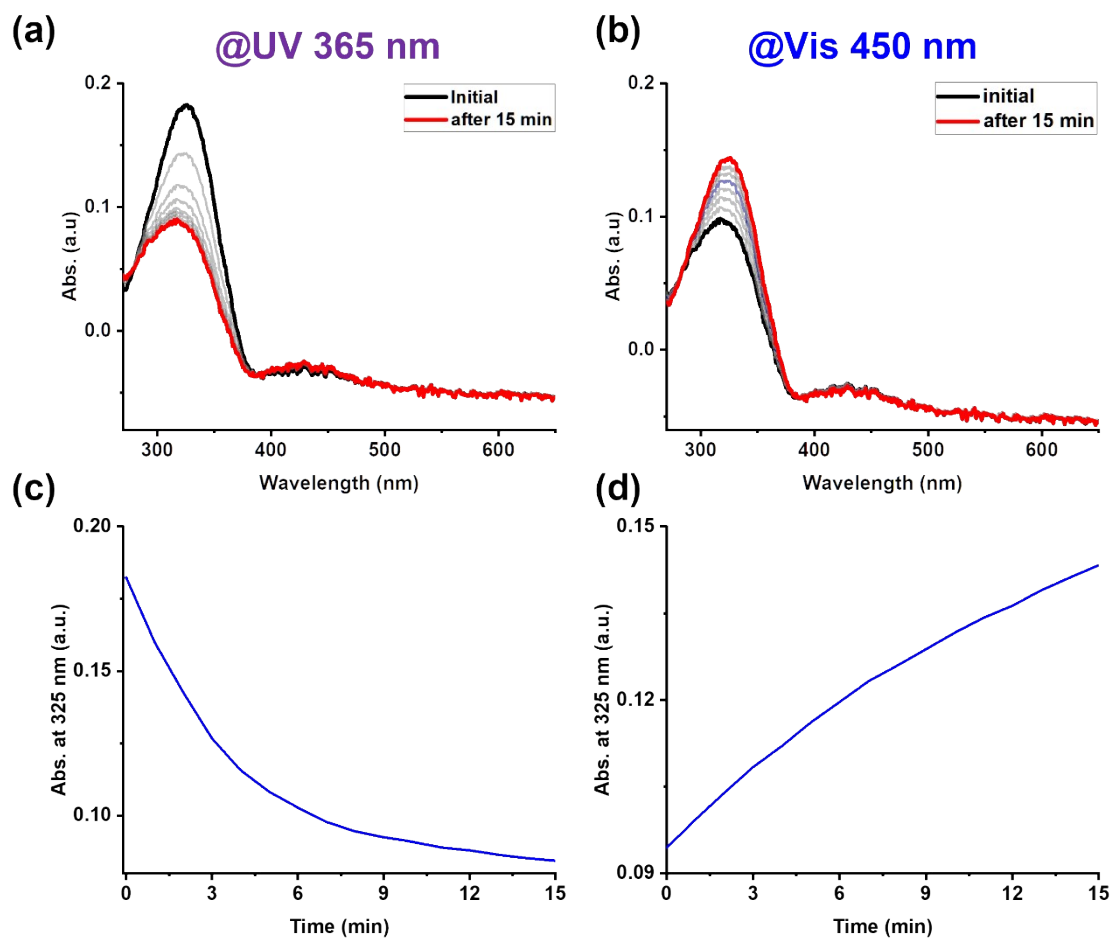 (a)
@UV 365 nm
0.2
0.1
0.0
Abs. (a.u)
Initial
after 15 min
300
400
500
600
Wavelength (nm)
(b)
@Vis 450 nm
0.2
0.1
0.0
Abs. (a.u)
initial
after 15 min
300
400
500
600
Wavelength (nm)
(c)
0.20
0.15
0.10
Abs. at 325 nm (a.u.)
0
3
6
9
12
15
Time (min)
(d)
0.15
0.12
0.09
Abs. at 325 nm (a.u.)
0
3
6
9
12
15
Time (min)